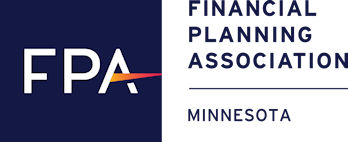 FPA
FINANCIAL
PLANNING
ASSOCIATION
MINNESOTA